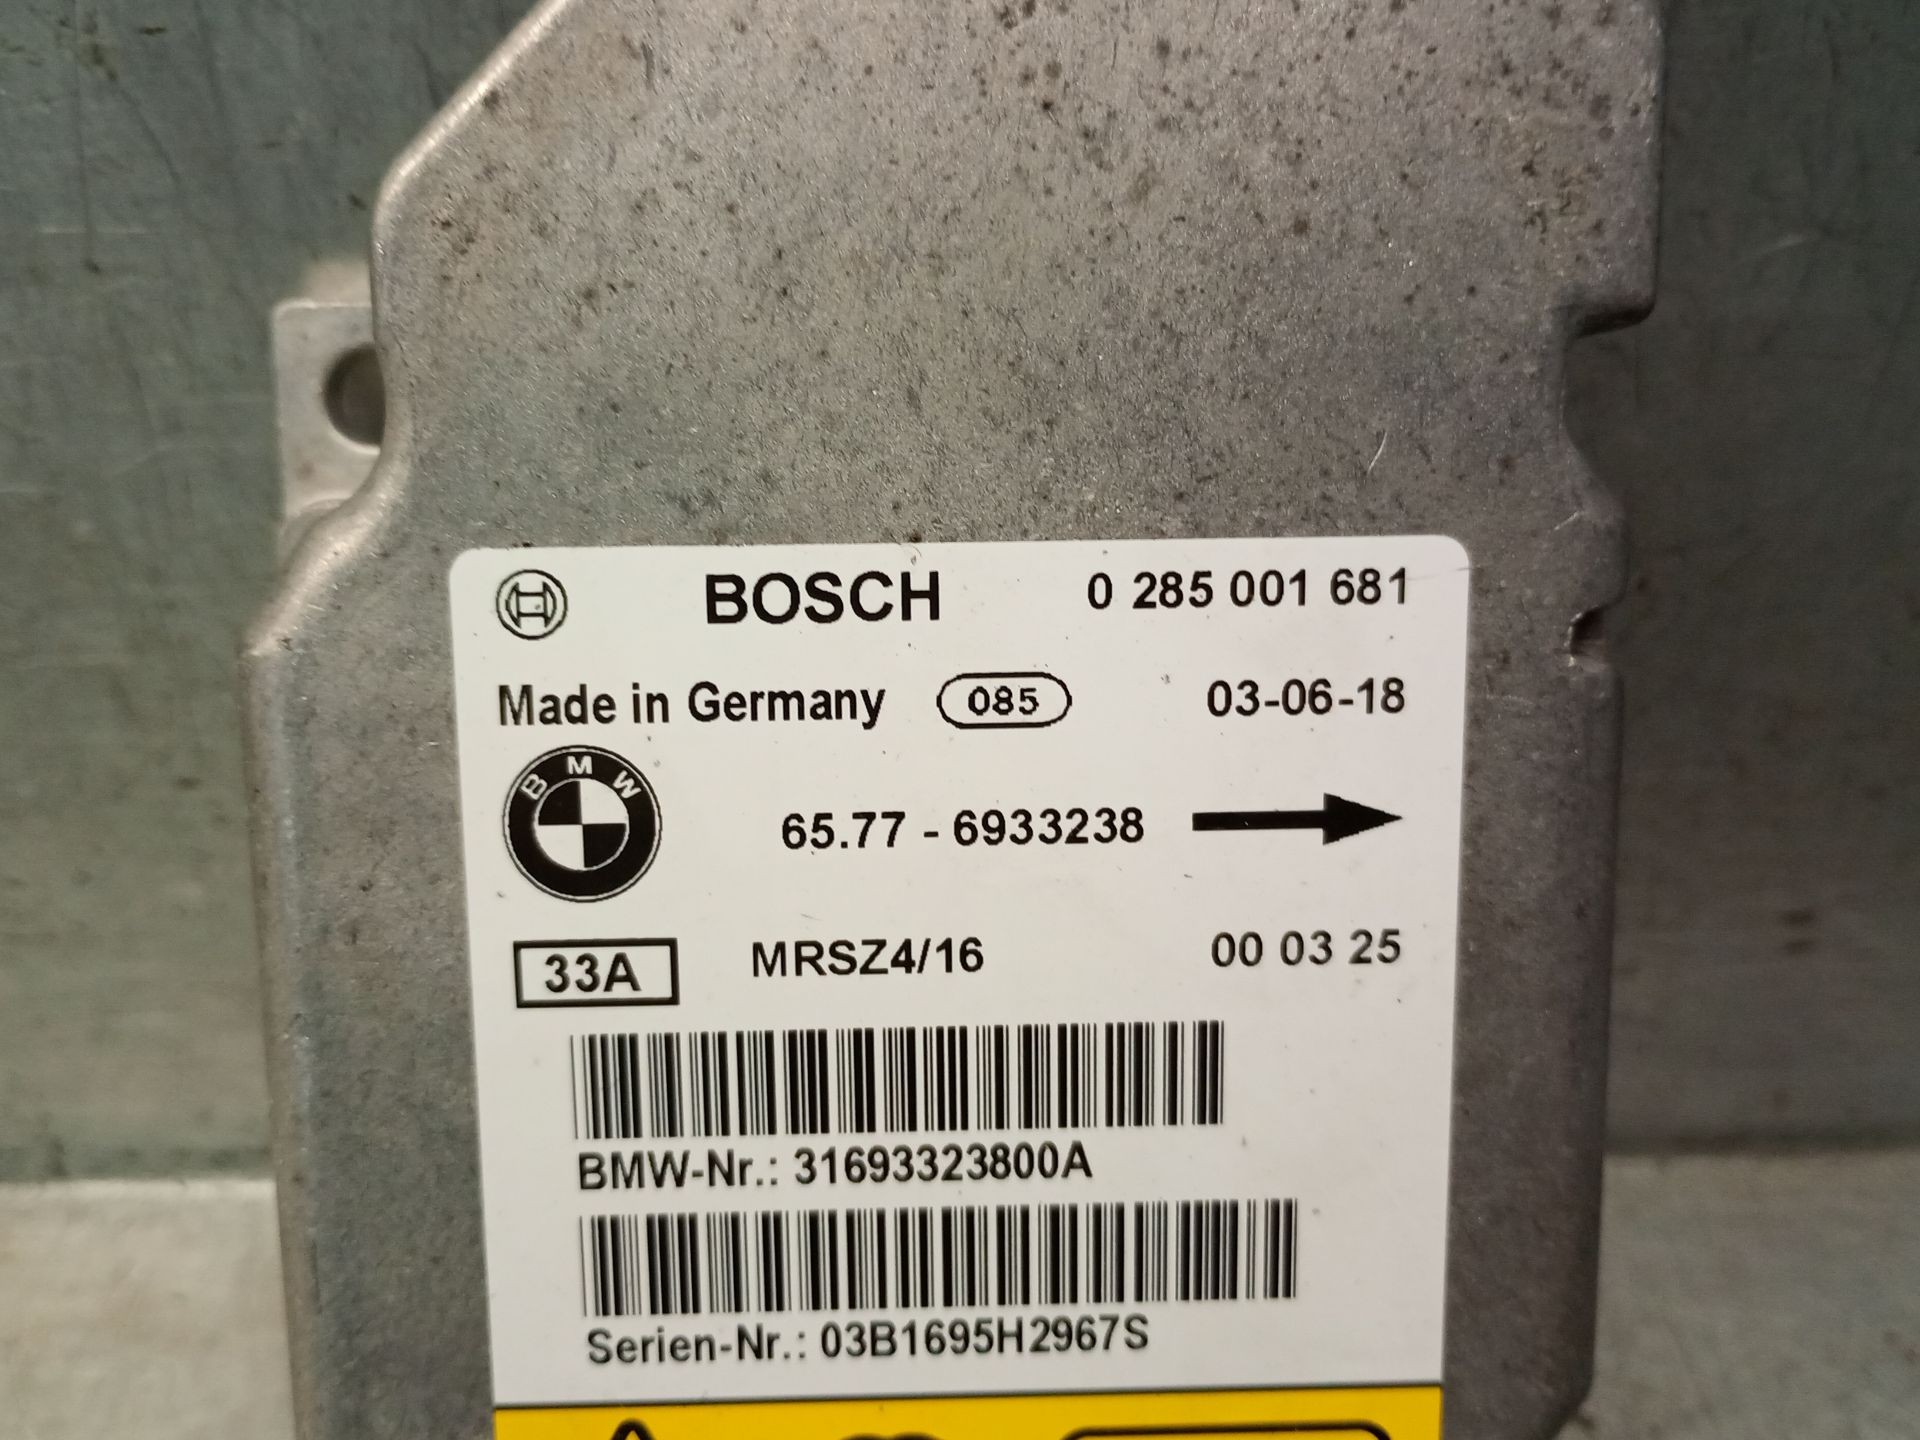 BOSCH 0 285 001 681
Made in Germany 085 03-06-18
BMW
65.77 - 6933238
33A MRSZ4/16 00 03 25
BMW-Nr.: 31693323800A
Serien-Nr.: 03B1695H2967S